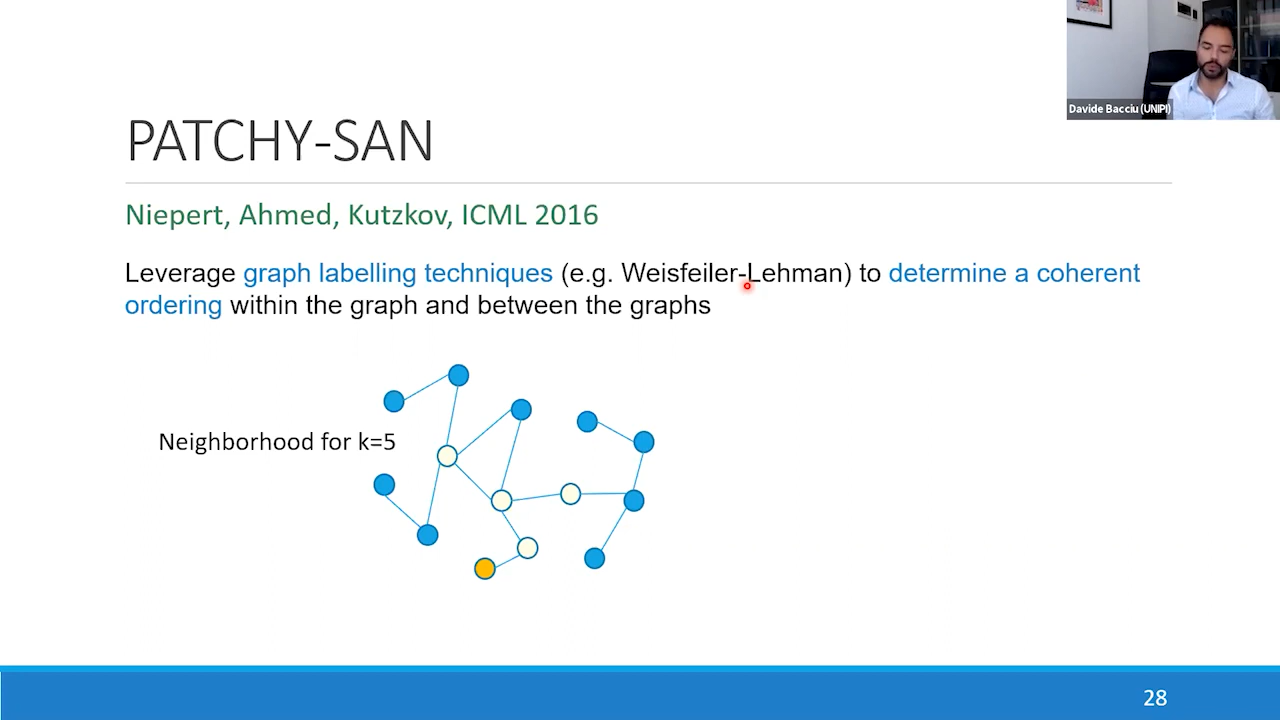 Davide Bacciu (UNIPI)
PATCHY-SAN
Niepert, Ahmed, Kutzkov, ICML 2016
Leverage graph labelling techniques (e.g. Weisfeiler-Lehman) to determine a coherent
ordering within the graph and between the graphs
Neighborhood for k=5
28